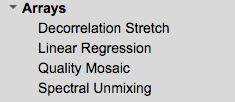 Arrays
Decorrelation Stretch
Linear Regression
Quality Mosaic
Spectral Unmixing